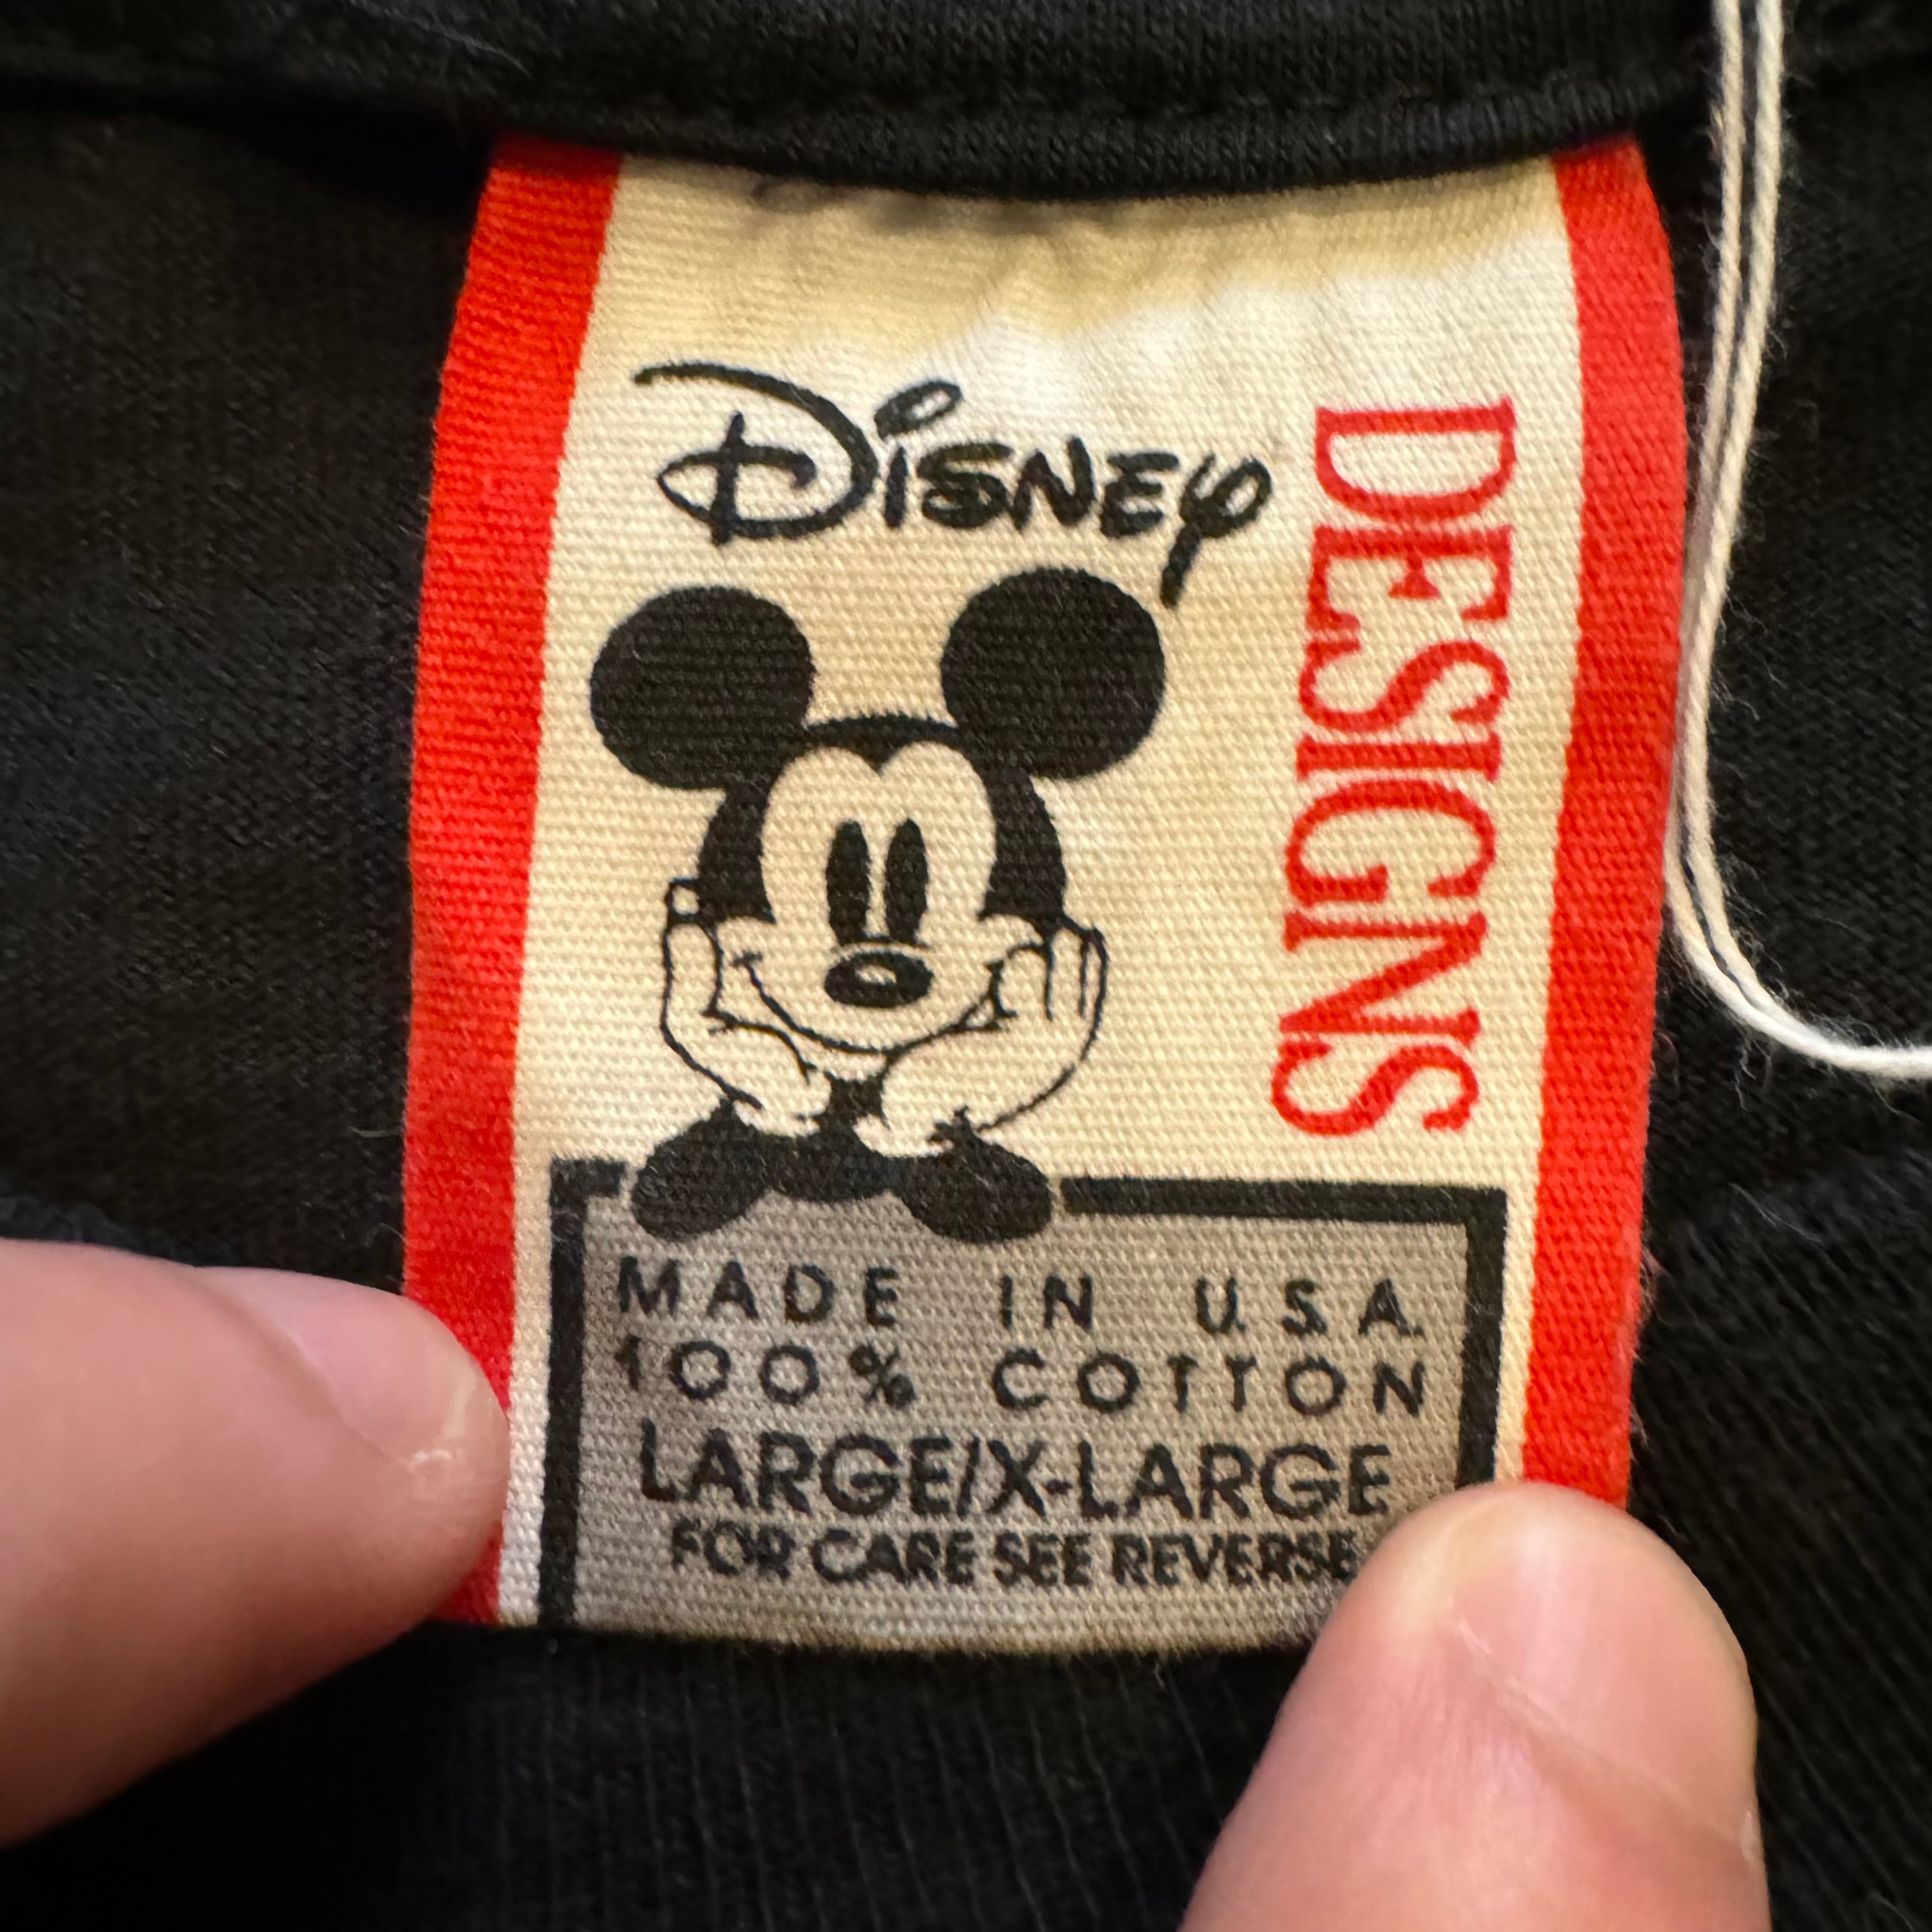 Disney
DESIGNS
MADE IN U.S.A.
100% COTTON
LARGE/X-LARGE
FOR CARE SEE REVERSE